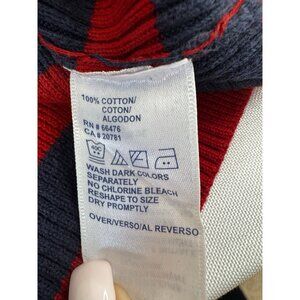 100% COTTON/
COTON/
ALGODON
RN # 66476
CA # 20781
WASH DARK COLORS
SEPARATELY
NO CHLORINE BLEACH
RESHAPE TO SIZE
DRY PROMPTLY
OVER/VERSO/AL REVERSO